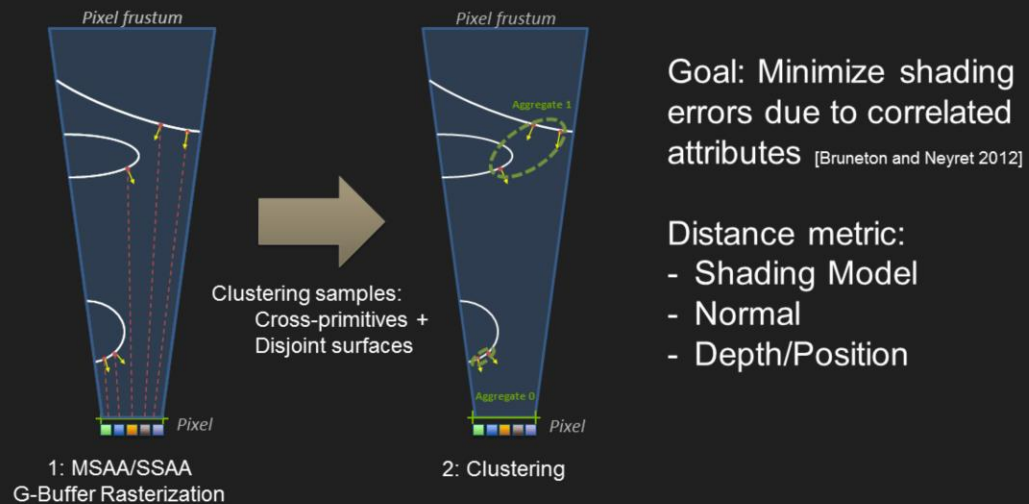 Pixel frustum
Aggregate 1
Pixel frustum
Goal: Minimize shading
errors due to correlated
attributes [Bruneton and Neyret 2012]
Distance metric:
- Shading Model
- Normal
- Depth/Position
Clustering samples:
Cross-primitives +
Disjoint surfaces
Aggregate 0
Pixel
Pixel
1: MSAA/SSAA
G-Buffer Rasterization
2: Clustering